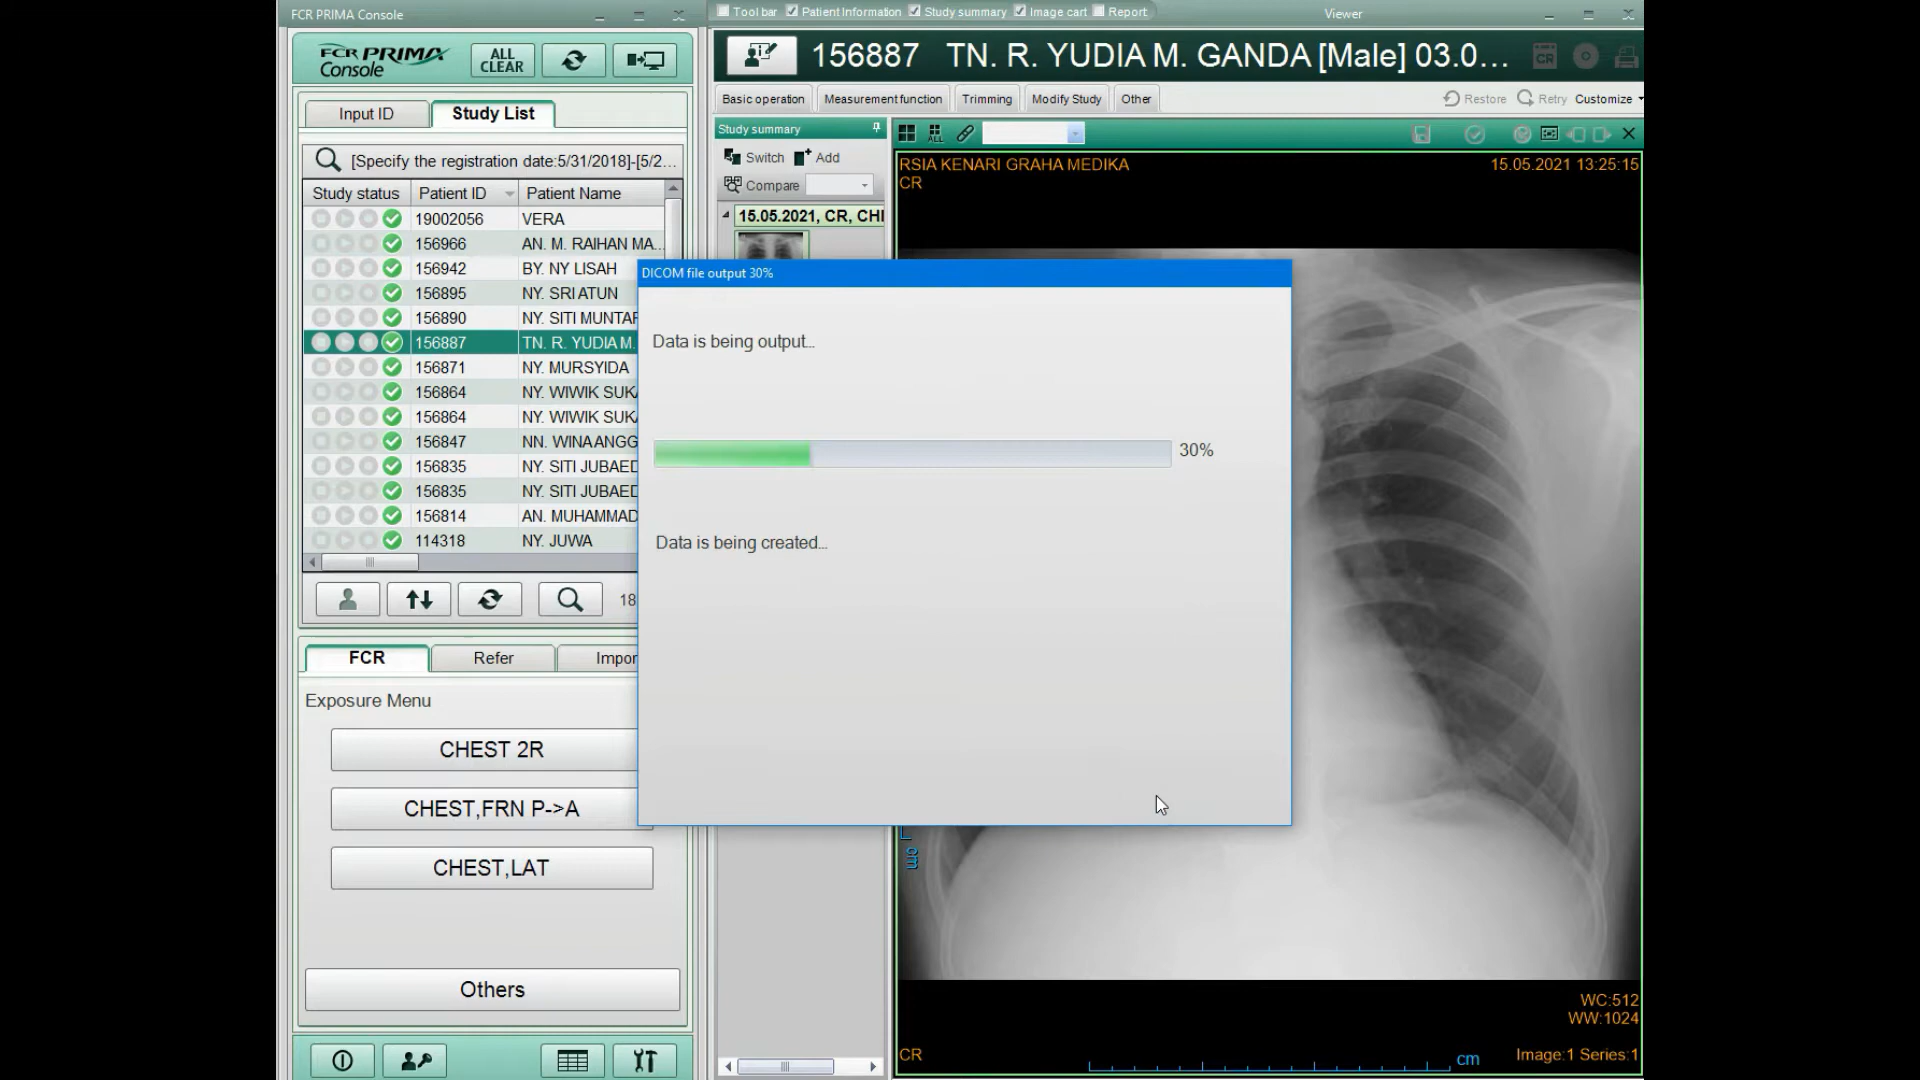 FCR PRIMA Console
FCR PRIMA
Console
ALL
CLEAR
Input ID
Study List
[Specify the registration date:5/31/2018]-[5/2...
Study status
Patient ID
Patient Name
19002056
VERA
156966
AN. M. RAIHAN MA...
156942
BY. NY LISAH
156895
NY. SRIATUN
156890
NY. SITI MUNTAF
156887
TN. R. YUDIA M.
156871
NY. MURSYIDA
156864
NY. WIWIK SUK
156864
NY. WIWIK SUK
156847
NN. WINAANGG
156835
NY. SITI JUBAED
156835
NY. SITI JUBAED
156814
AN. MUHAMMAD
114318
NY. JUWA
18
FCR
Refer
Impor
Exposure Menu
CHEST 2R
CHEST,FRN P->A
CHEST,LAT
Others
Tool bar
Patient Information
Study summary
Image cart
Report
Viewer
156887 TN. R. YUDIA M. GANDA [Male] 03.0...
CR
Basic operation
Measurement function
Trimming
Modify Study
Other
Restore
Retry
Customize
Study summary
ALL
Switch
Add
Compare
15.05.2021, CR, CHI
RSIA KENARI GRAHA MEDIKA
CR
15.05.2021 13:25:15
DICOM file output 30%
Data is being output...
30%
Data is being created...
cm
WC:512
WW:1024
CR
cm
Image:1 Series:1